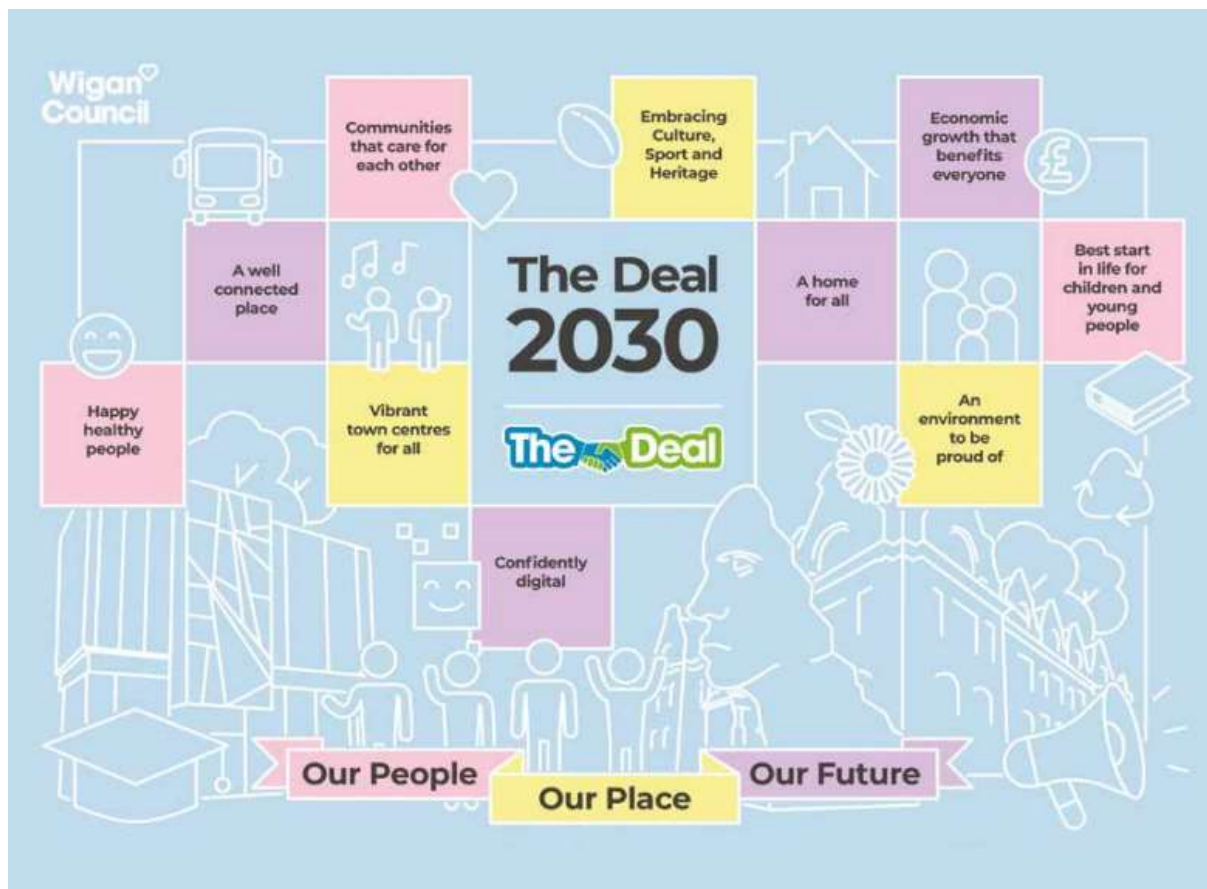 Wigan
Council
Communities
that care for
each other
Embracing
Culture,
Sport and
Heritage
Economic
growth that
benefits
everyone
£
A well
connected
place
The Deal
2030
A home
for all
Best start
in life for
children and
young
people
Happy
healthy
people
Vibrant
town centres
for all
The Deal
An
environment
to be
proud of
Confidently
digital
Our People
Our Place
Our Future